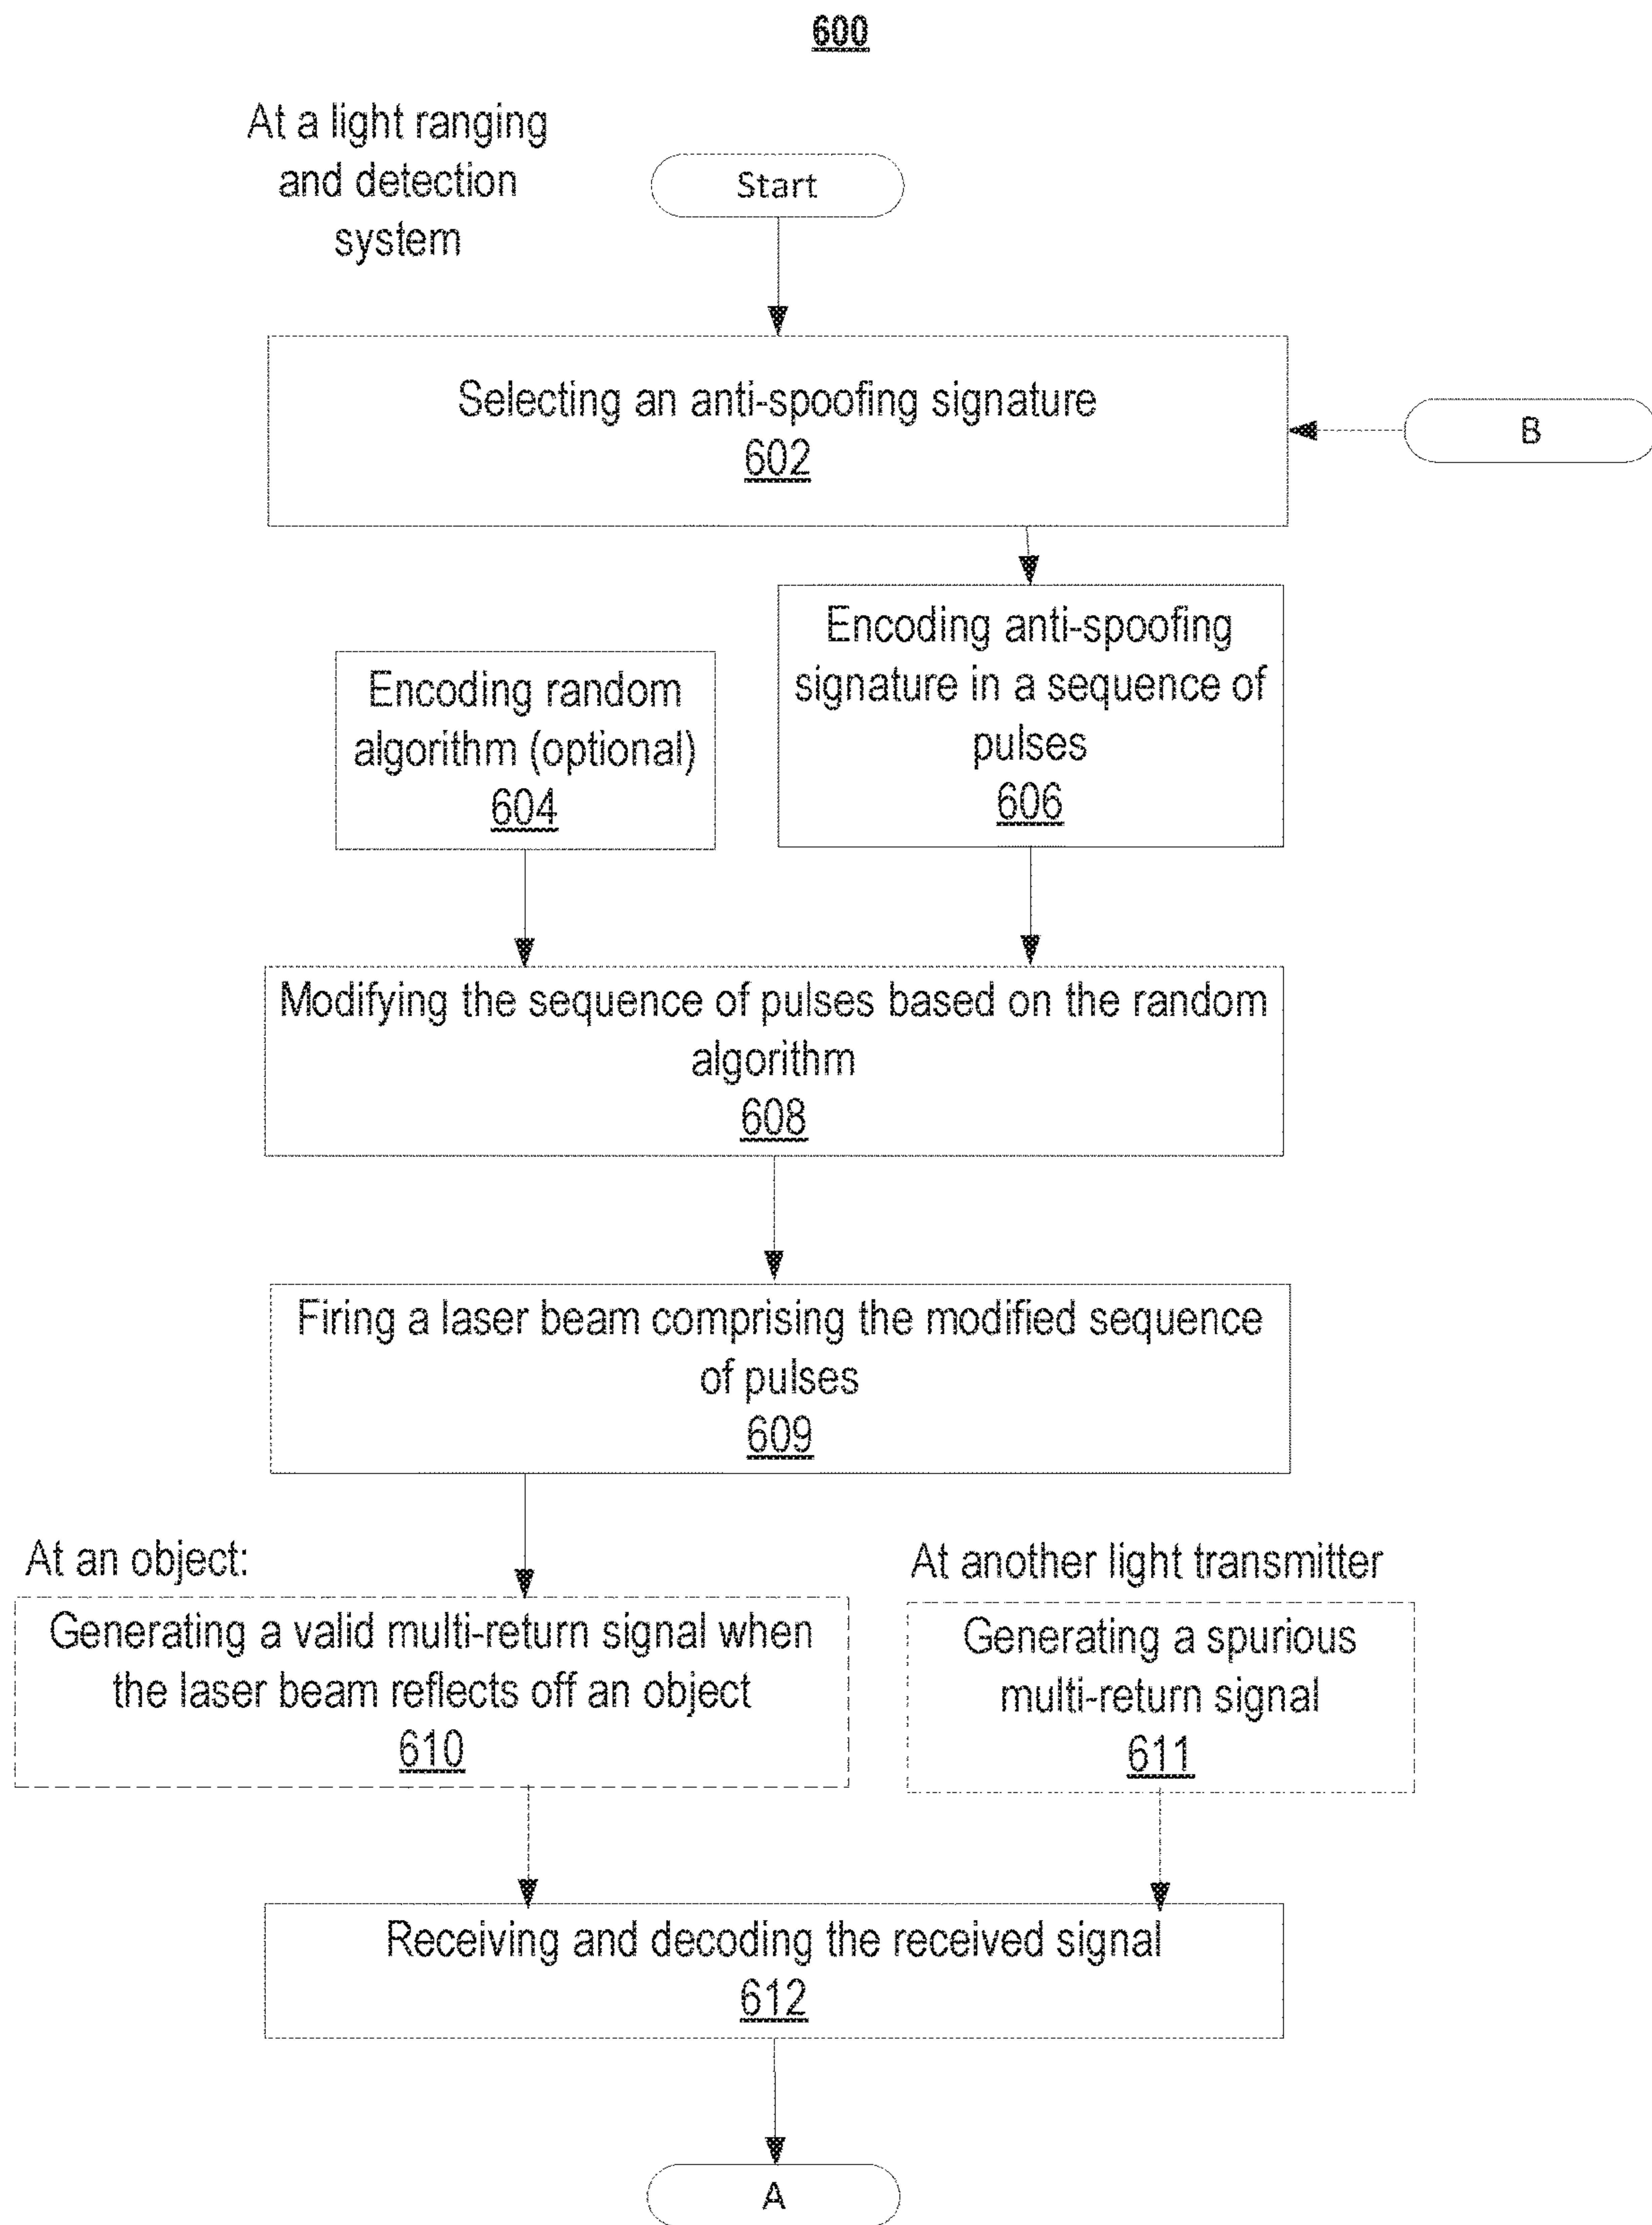 600
At a light ranging
and detection
system
Start
Selecting an anti-spoofing signature
602
B
Encoding random
algorithm (optional)
604
Encoding anti-spoofing
signature in a sequence of
pulses
606
Modifying the sequence of pulses based on the random
algorithm
608
Firing a laser beam comprising the modified sequence
of pulses
609
At an object:
Generating a valid multi-return signal when
the laser beam reflects off an object
610
At another light transmitter
Generating a spurious
multi-return signal
611
Receiving and decoding the received signal
612
A